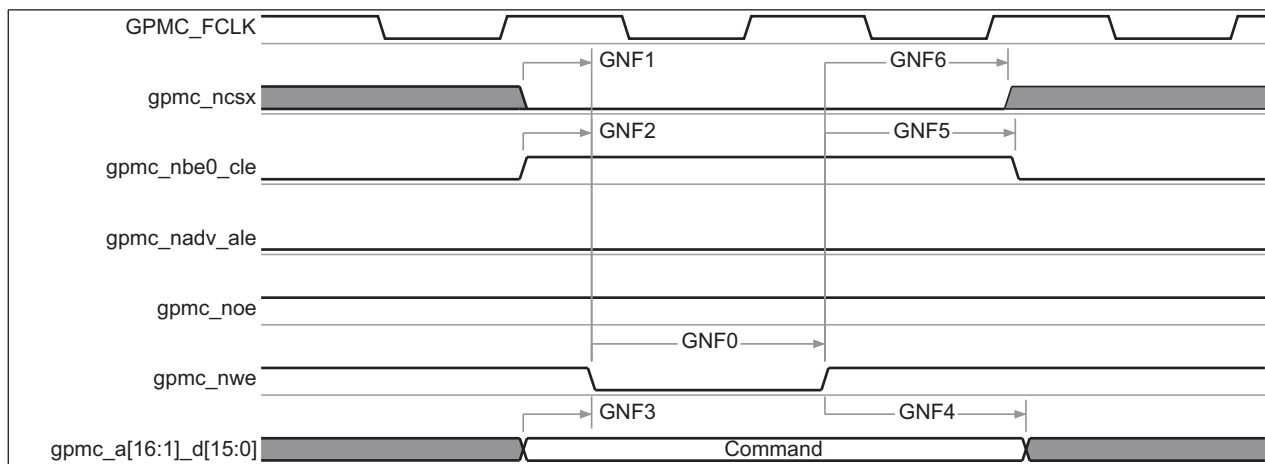 GPMC_FCLK
GNF1
GNF6
gpmc_ncsx
GNF2
GNF5
gpmc_nbe0_cle
gpmc_nadv_ale
gpmc_noe
GNF0
gpmc_nwe
GNF3
GNF4
gpmc_a[16:1]_d[15:0]
Command